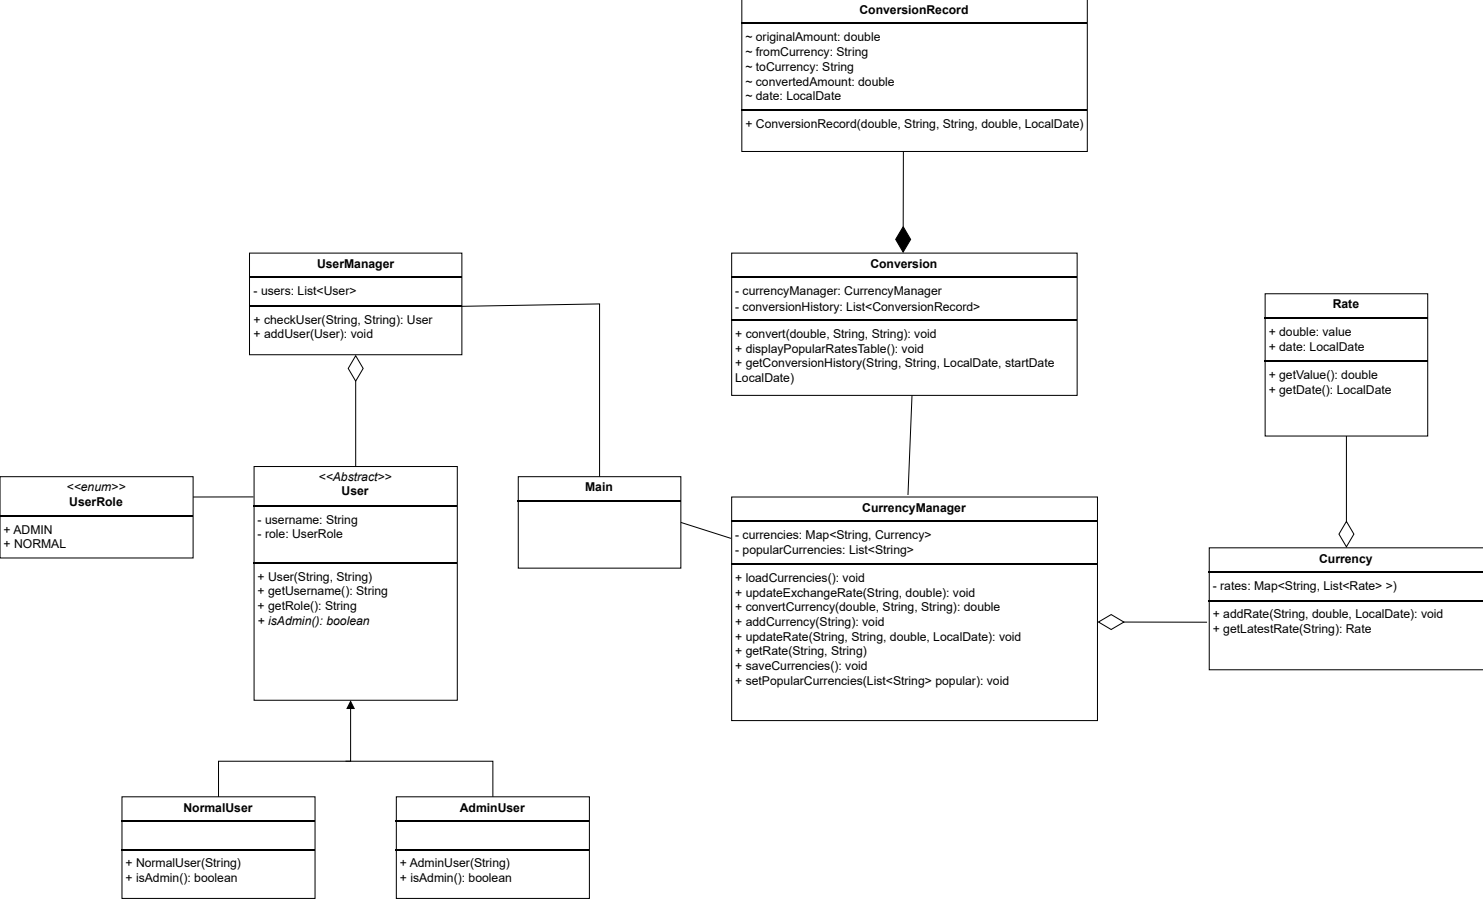 ConversionRecord
~ originalAmount: double
~ fromCurrency: String
~ toCurrency: String
~ convertedAmount: double
~ date: LocalDate
+ ConversionRecord(double, String, String, double, LocalDate)
UserManager
- users: List<User>
+ checkUser(String, String): User
+ addUser(User): void
Conversion
- currencyManager: CurrencyManager
- conversionHistory: List<ConversionRecord>
+ convert(double, String, String): void
+ displayPopularRatesTable(): void
+ getConversionHistory(String, String, LocalDate, startDate
LocalDate)
Rate
+ double: value
+ date: LocalDate
+ getValue(): double
+ getDate(): LocalDate
<<enum>>
UserRole
+ ADMIN
+ NORMAL
<<Abstract>>
User
- username: String
- role: UserRole
+ User(String, String)
+ getUsername(): String
+ getRole(): String
+ isAdmin(): boolean
Main
CurrencyManager
- currencies: Map<String, Currency>
- popularCurrencies: List<String>
+ loadCurrencies(): void
+ updateExchangeRate(String, double): void
+ convertCurrency(double, String, String): double
+ addCurrency(String): void
+ updateRate(String, String, double, LocalDate): void
+ getRate(String, String)
+ saveCurrencies(): void
+ setPopularCurrencies(List<String> popular): void
Currency
- rates: Map<String, List<Rate> >)
+ addRate(String, double, LocalDate): void
+ getLatestRate(String): Rate
NormalUser
+ NormalUser(String)
+ isAdmin(): boolean
AdminUser
+ AdminUser(String)
+ isAdmin(): boolean